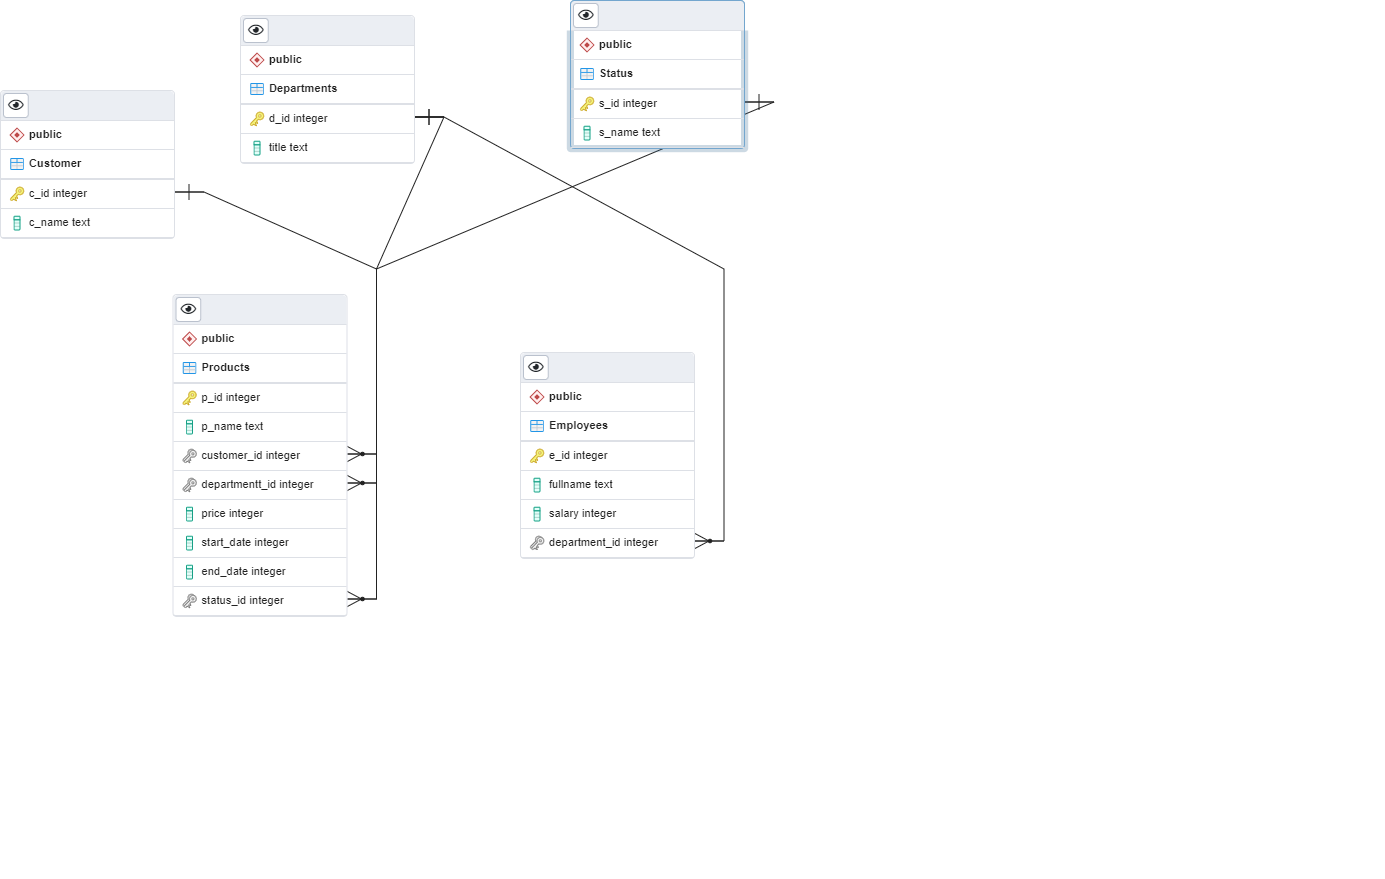 public
Customer
c_id integer
c_name text
public
Departments
d_id integer
title text
public
Status
s_id integer
s_name text
public
Products
p_id integer
p_name text
customer_id integer
departmentt_id integer
price integer
start_date integer
end_date integer
status_id integer
public
Employees
e_id integer
fullname text
salary integer
department_id integer